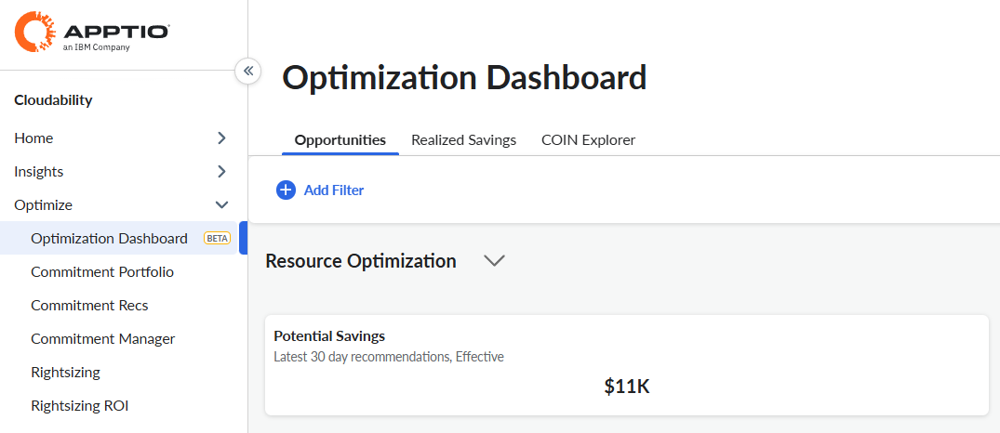 APPTIO
an IBM Company
Cloudability
Home
Insights
Optimize
Optimization Dashboard BETA
Commitment Portfolio
Commitment Recs
Commitment Manager
Rightsizing
Rightsizing ROI
Optimization Dashboard
Opportunities Realized Savings COIN Explorer
Add Filter
Resource Optimization
Potential Savings
Latest 30 day recommendations, Effective
$11K